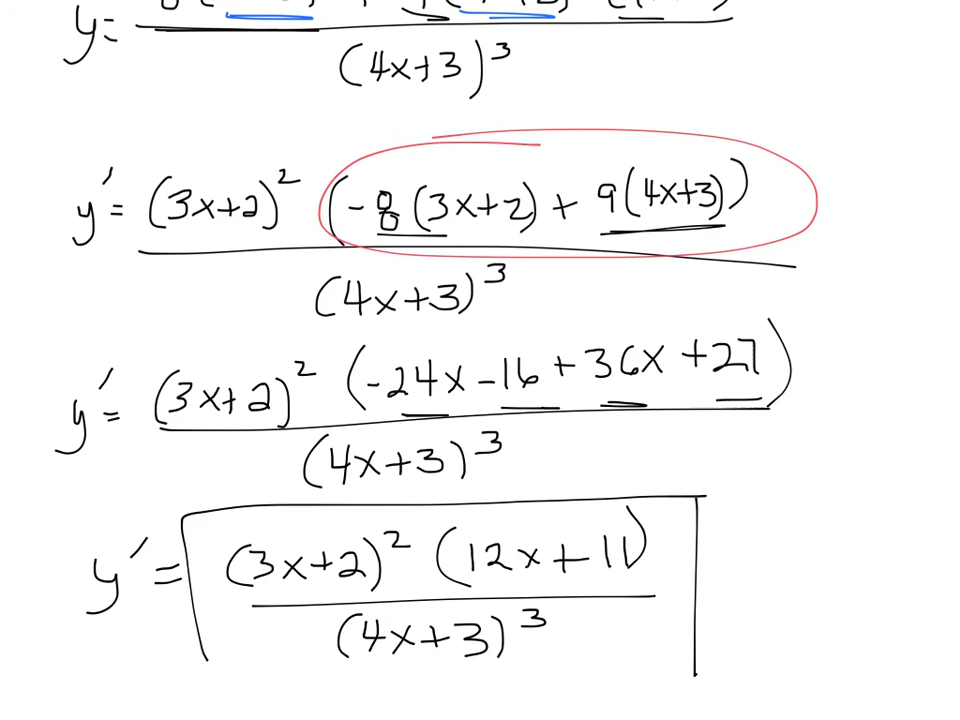 y =
(4x+3)^3
y' = (3x+2)^2 (-8(3x+2) + 9(4x+3))
(4x+3)^3
y' = (3x+2)^2 (-24x -16 + 36x +27)
(4x+3)^3
y' = (3x+2)^2 (12x+11)
(4x+3)^3